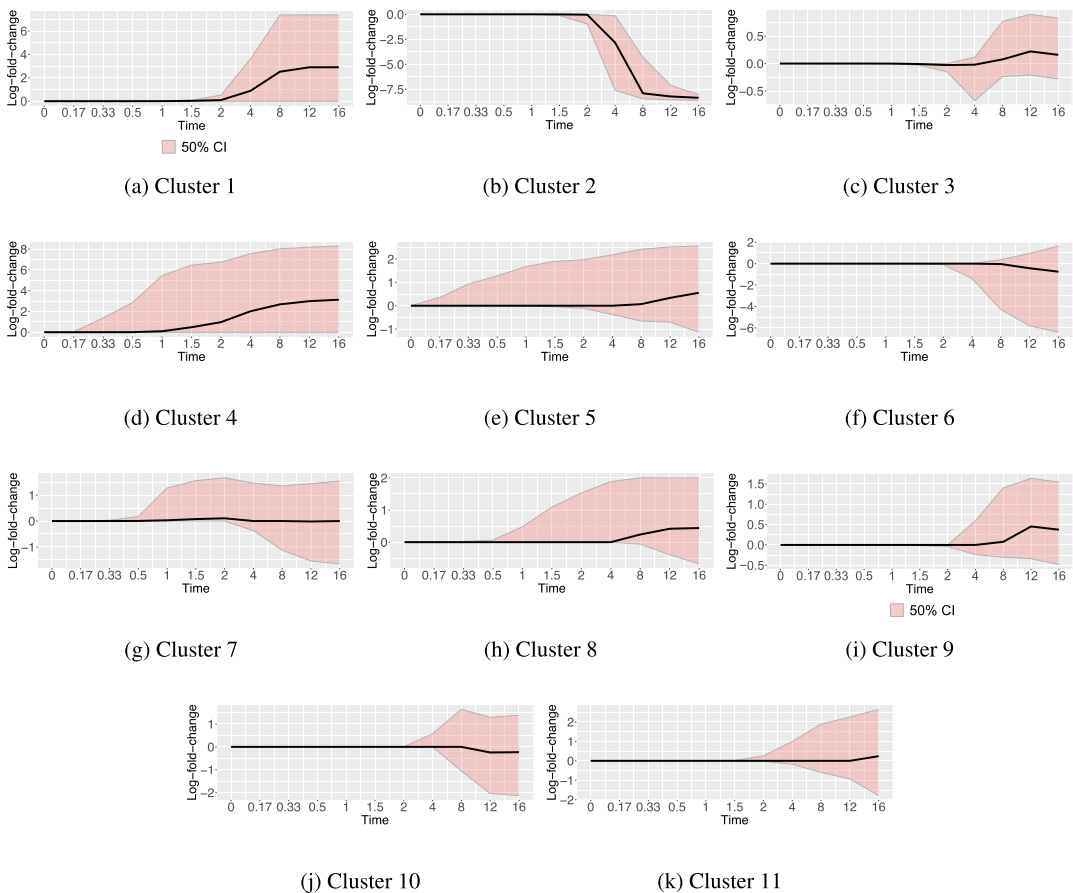 Log−fold−change
6
4
2
0
0 0.17 0.33 0.5 1 1.5 2 4 8 12 16
Time
50% CI
(a) Cluster 1
Log−fold−change
0.0
−2.5
−5.0
−7.5
0 0.17 0.33 0.5 1 1.5 2 4 8 12 16
Time
(b) Cluster 2
Log−fold−change
0.5
0.0
−0.5
0 0.17 0.33 0.5 1 1.5 2 4 8 12 16
Time
(c) Cluster 3
Log−fold−change
8
6
4
2
0
0 0.17 0.33 0.5 1 1.5 2 4 8 12 16
Time
(d) Cluster 4
Log−fold−change
2
1
0
−1
0 0.17 0.33 0.5 1 1.5 2 4 8 12 16
Time
(e) Cluster 5
Log−fold−change
2
0
−2
−4
−6
0 0.17 0.33 0.5 1 1.5 2 4 8 12 16
Time
(f) Cluster 6
Log−fold−change
1
0
−1
0 0.17 0.33 0.5 1 1.5 2 4 8 12 16
Time
(g) Cluster 7
Log−fold−change
2
1
0
0 0.17 0.33 0.5 1 1.5 2 4 8 12 16
Time
(h) Cluster 8
Log−fold−change
1.5
1.0
0.5
0.0
−0.5
0 0.17 0.33 0.5 1 1.5 2 4 8 12 16
Time
50% CI
(i) Cluster 9
Log−fold−change
1
0
−1
−2
0 0.17 0.33 0.5 1 1.5 2 4 8 12 16
Time
(j) Cluster 10
Log−fold−change
2
1
0
−1
−2
0 0.17 0.33 0.5 1 1.5 2 4 8 12 16
Time
(k) Cluster 11